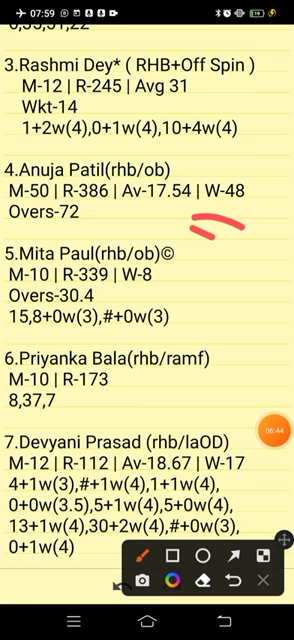 07:59
19
6,35,31,22
3.Rashmi Dey* ( RHB+Off Spin )
M-12 | R-245 | Avg 31
Wkt-14
1+2w(4),0+1w(4),10+4w(4)
4.Anuja Patil(rhb/ob)
M-50 | R-386 | Av-17.54 | W-48
Overs-72
5.Mita Paul(rhb/ob)©
M-10 | R-339 | W-8
Overs-30.4
15,8+0w(3),#+0w(3)
6.Priyanka Bala(rhb/ramf)
M-10 | R-173
8,37,7
06:44
7.Devyani Prasad (rhb/laOD)
M-12 | R-112 | Av-18.67 | W-17
4+1w(3),#+1w(4),1+1w(4),
0+0w(3.5),5+1w(4),5+0w(4),
13+1w(4),30+2w(4),#+0w(3),
0+1w(4)